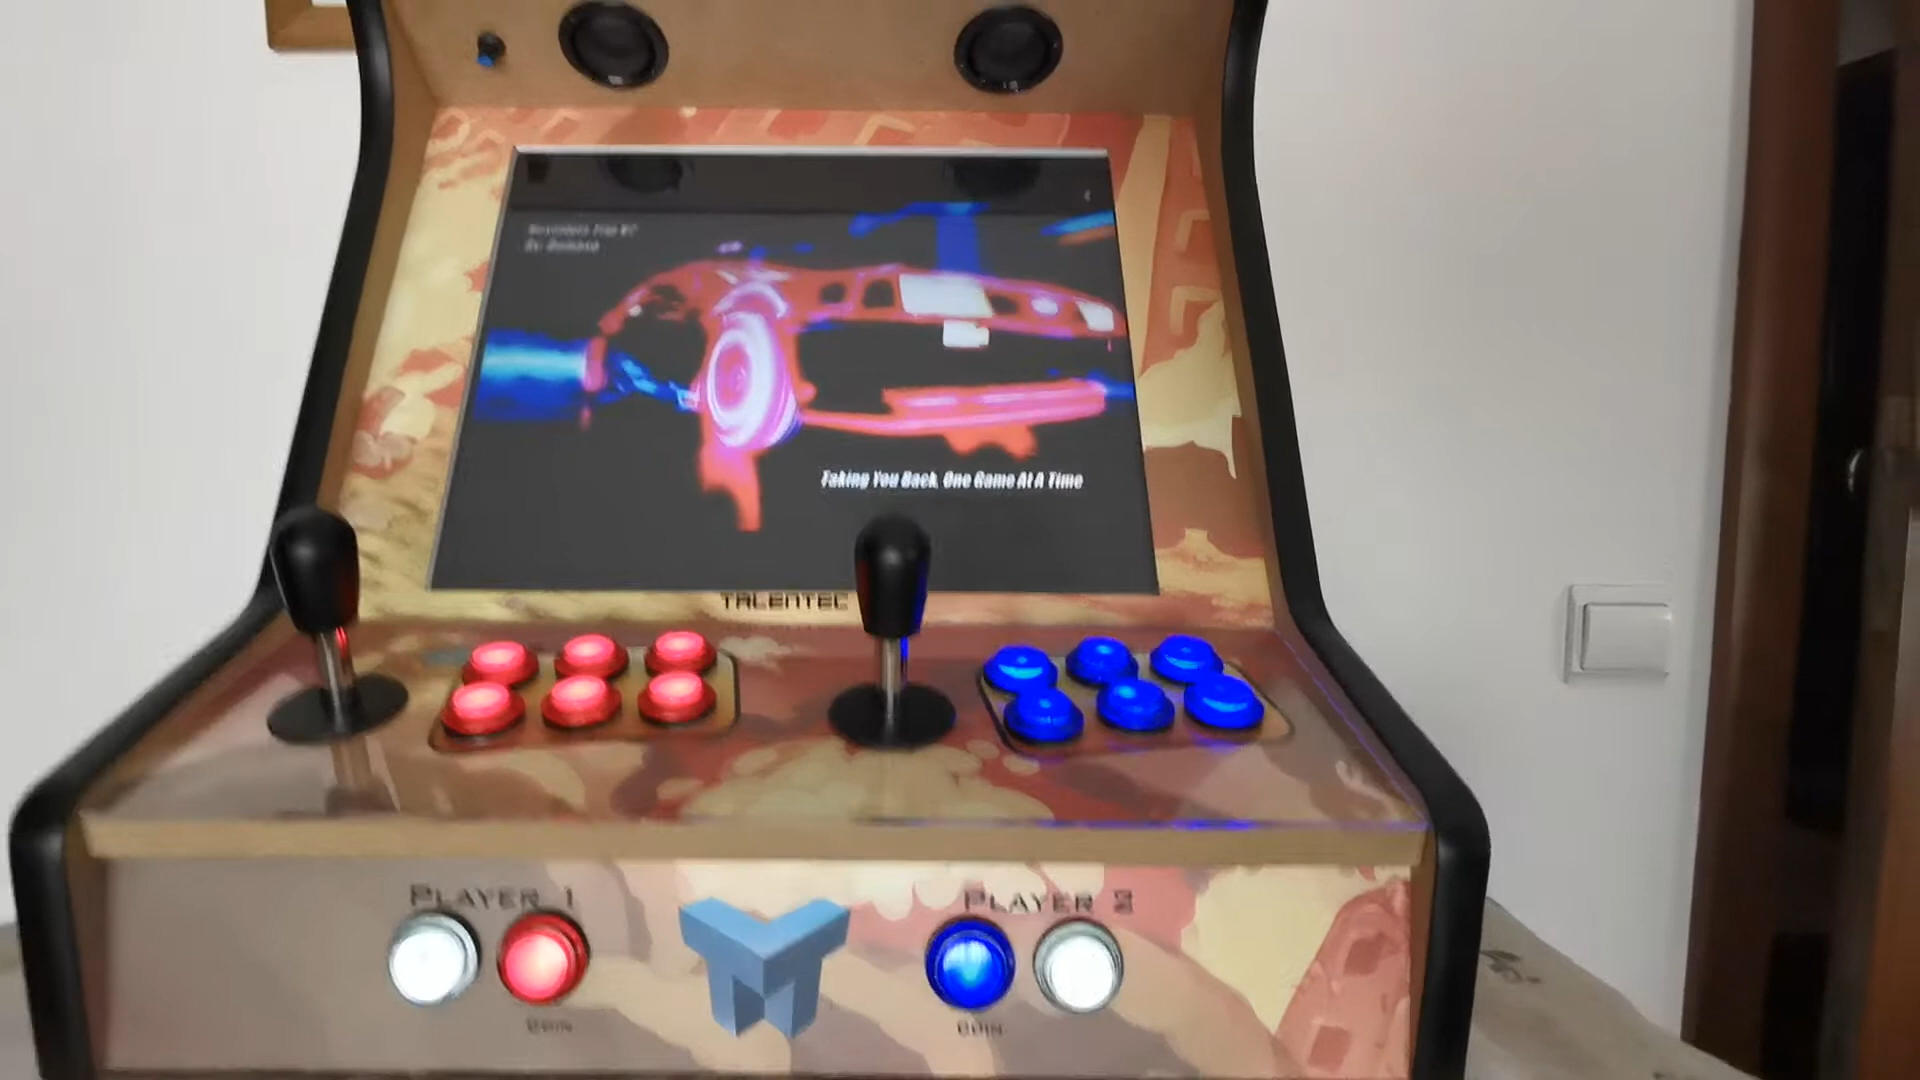 Taking You Back, One Game At A Time
TALENTEC
PLAYER 1
PLAYER 2
COIN
COIN